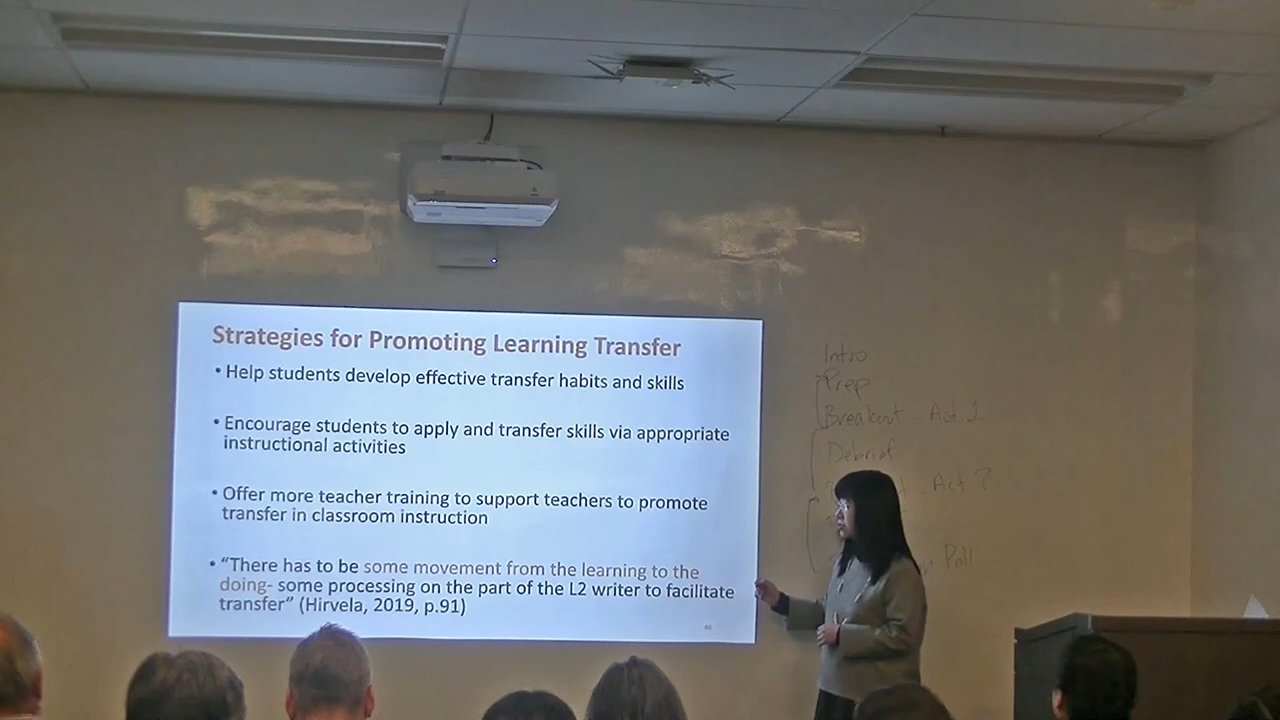 Strategies for Promoting Learning Transfer
• Help students develop effective transfer habits and skills
• Encourage students to apply and transfer skills via appropriate
instructional activities
• Offer more teacher training to support teachers to promote
transfer in classroom instruction
• “There has to be some movement from the learning to the
doing- some processing on the part of the L2 writer to facilitate
transfer” (Hirvela, 2019, p.91)
40
Intro
Prep
Breakout - Act. 1
Debrief
Act 2
Poll